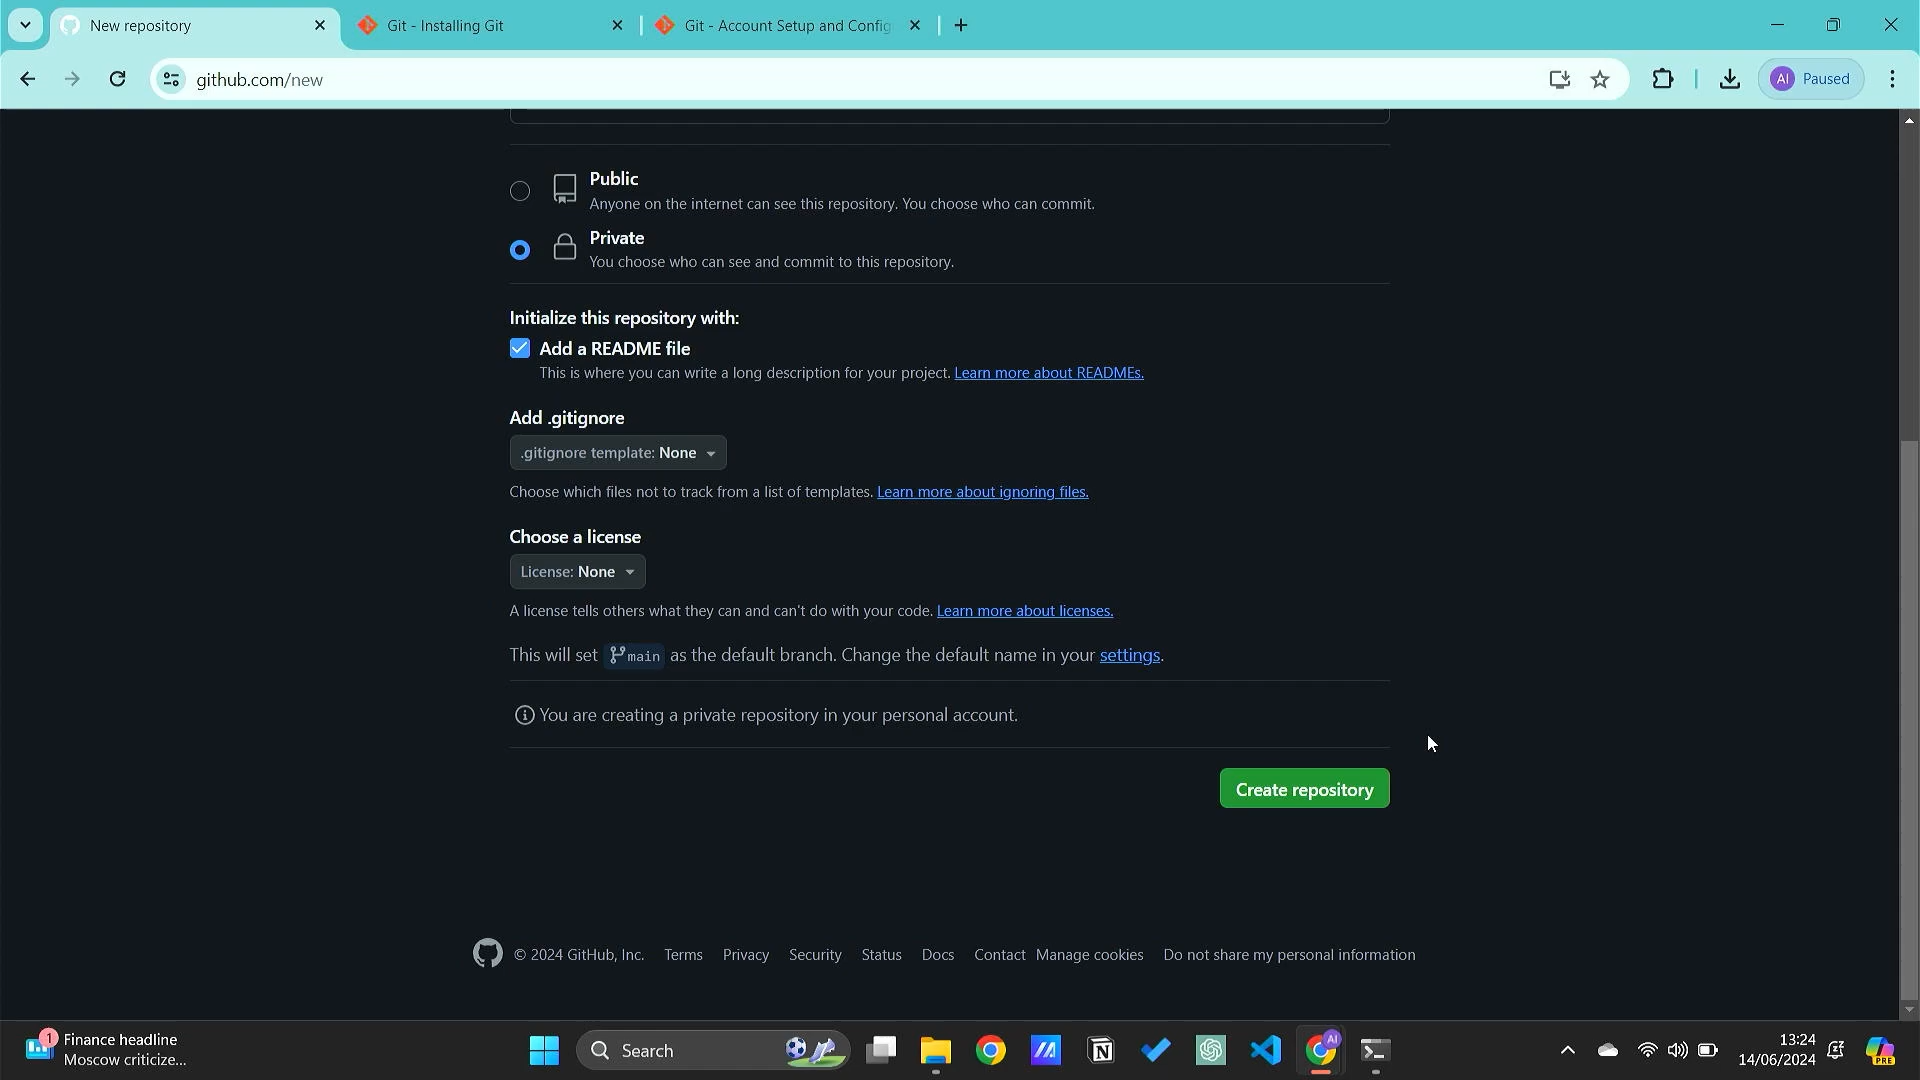 New repository
Git - Installing Git
Git - Account Setup and Config
github.com/new
AI Paused
Public
Anyone on the internet can see this repository. You choose who can commit.
Private
You choose who can see and commit to this repository.
Initialize this repository with:
Add a README file
This is where you can write a long description for your project. Learn more about READMEs.
Add .gitignore
.gitignore template: None
Choose which files not to track from a list of templates. Learn more about ignoring files.
Choose a license
License: None
A license tells others what they can and can't do with your code. Learn more about licenses.
This will set main as the default branch. Change the default name in your settings.
You are creating a private repository in your personal account.
Create repository
© 2024 GitHub, Inc. Terms Privacy Security Status Docs Contact Manage cookies Do not share my personal information
1
Finance headline
Moscow criticize...
Search
AI
13:24
14/06/2024
PRE